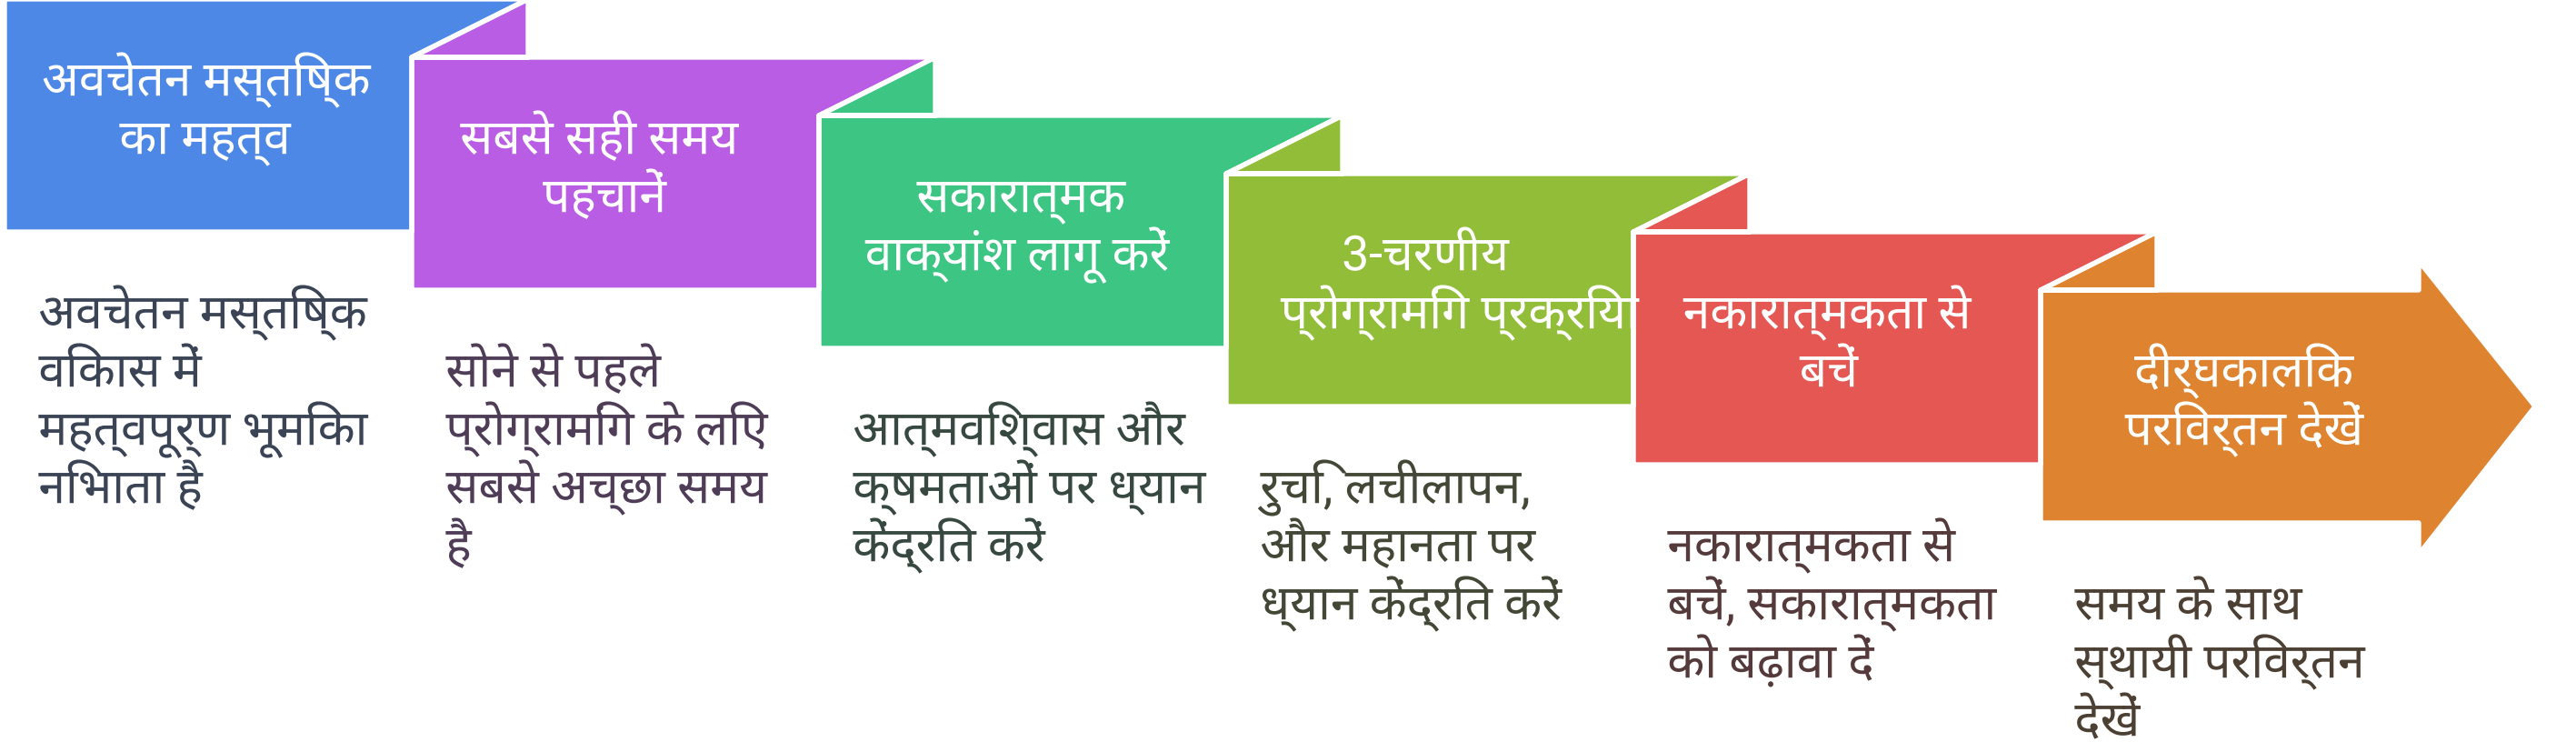 अवचेतन मस्तिष्क
का महत्व
अवचेतन मस्तिष्क
विकास में
महत्वपूर्ण भूमिका
निभाता है
सबसे सही समय
पहचानें
सोने से पहले
प्रोग्रामिंग के लिए
सबसे अच्छा समय
है
सकारात्मक
वाक्यांश लागू करें
आत्मविश्वास और
क्षमताओं पर ध्यान
केंद्रित करें
3-चरणीय
प्रोग्रामिंग प्रक्रिया
रुचि, लचीलापन,
और महानता पर
ध्यान केंद्रित करें
नकारात्मकता से
बचें
नकारात्मकता से
बचें, सकारात्मकता
को बढ़ावा दें
दीर्घकालिक
परिवर्तन देखें
समय के साथ
स्थायी परिवर्तन
देखें